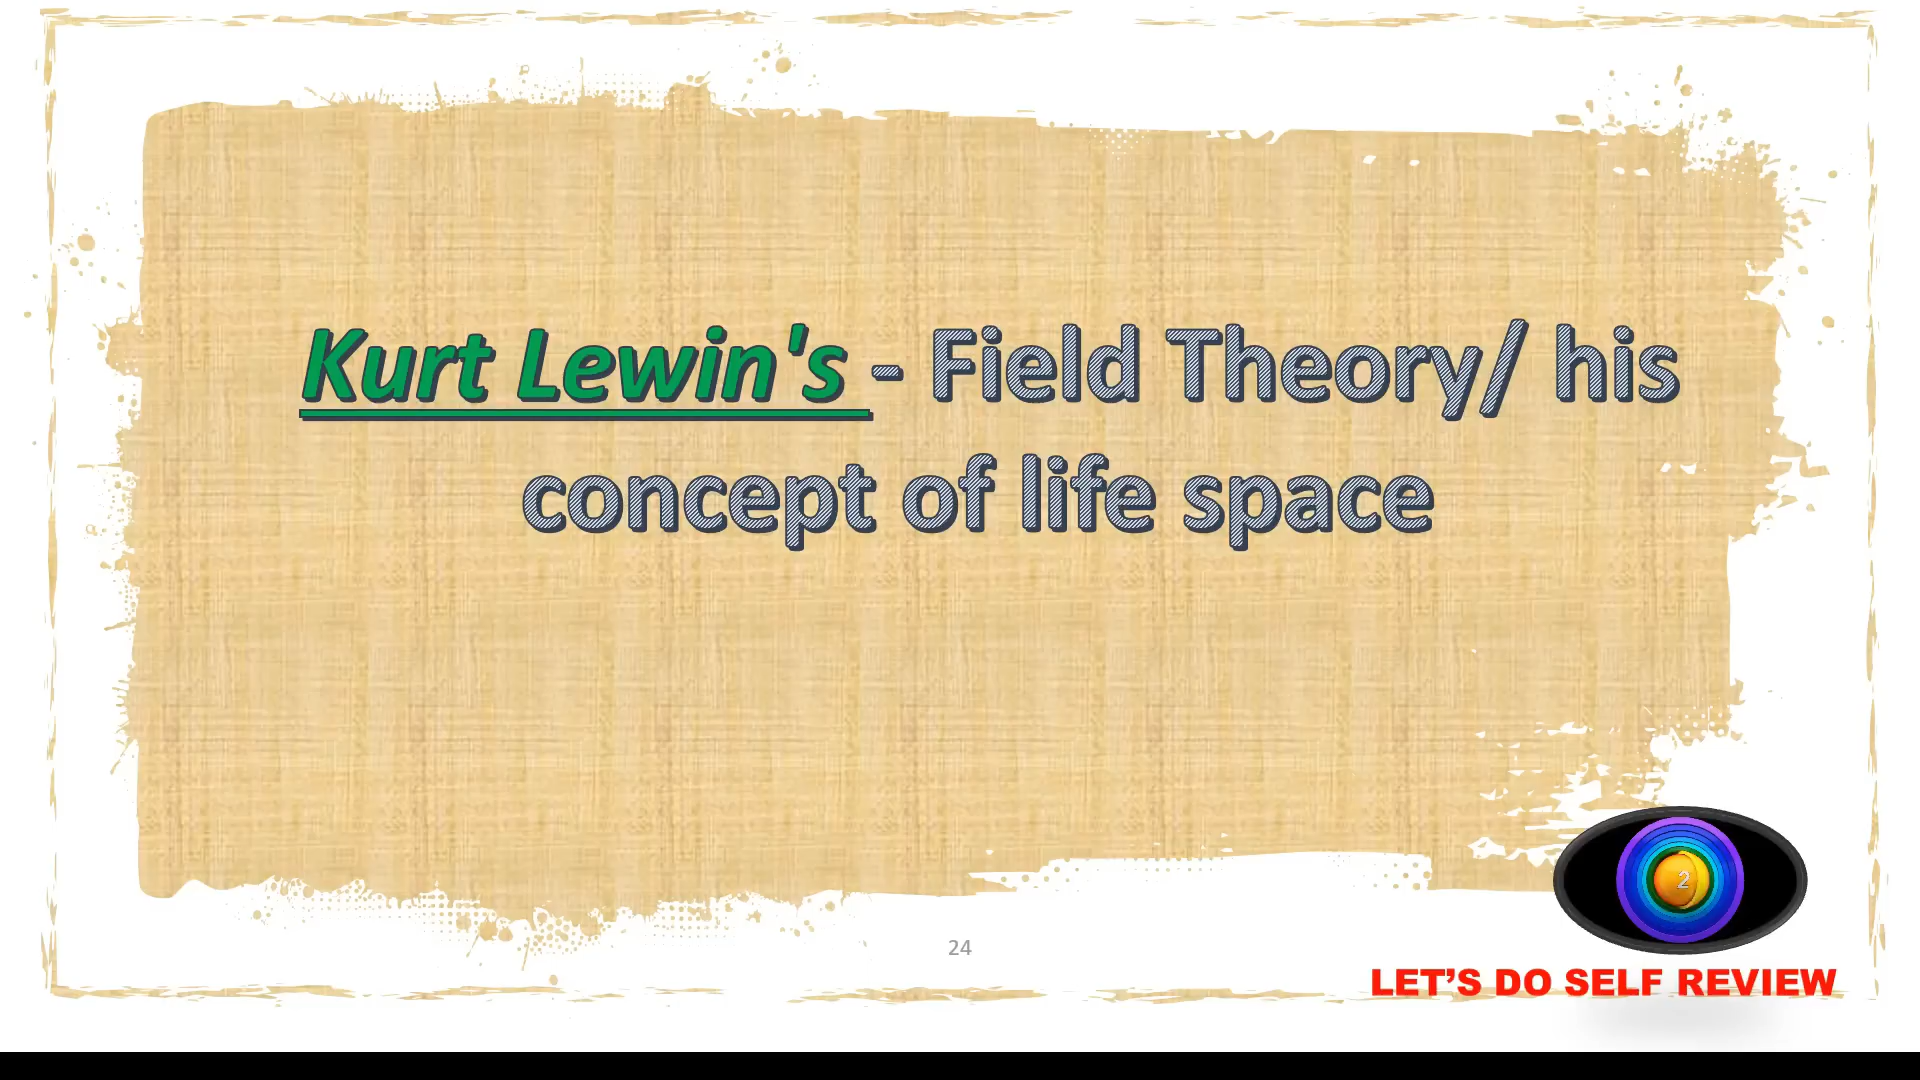 Kurt Lewin's - Field Theory/ his
concept of life space
2
24
LET'S DO SELF REVIEW